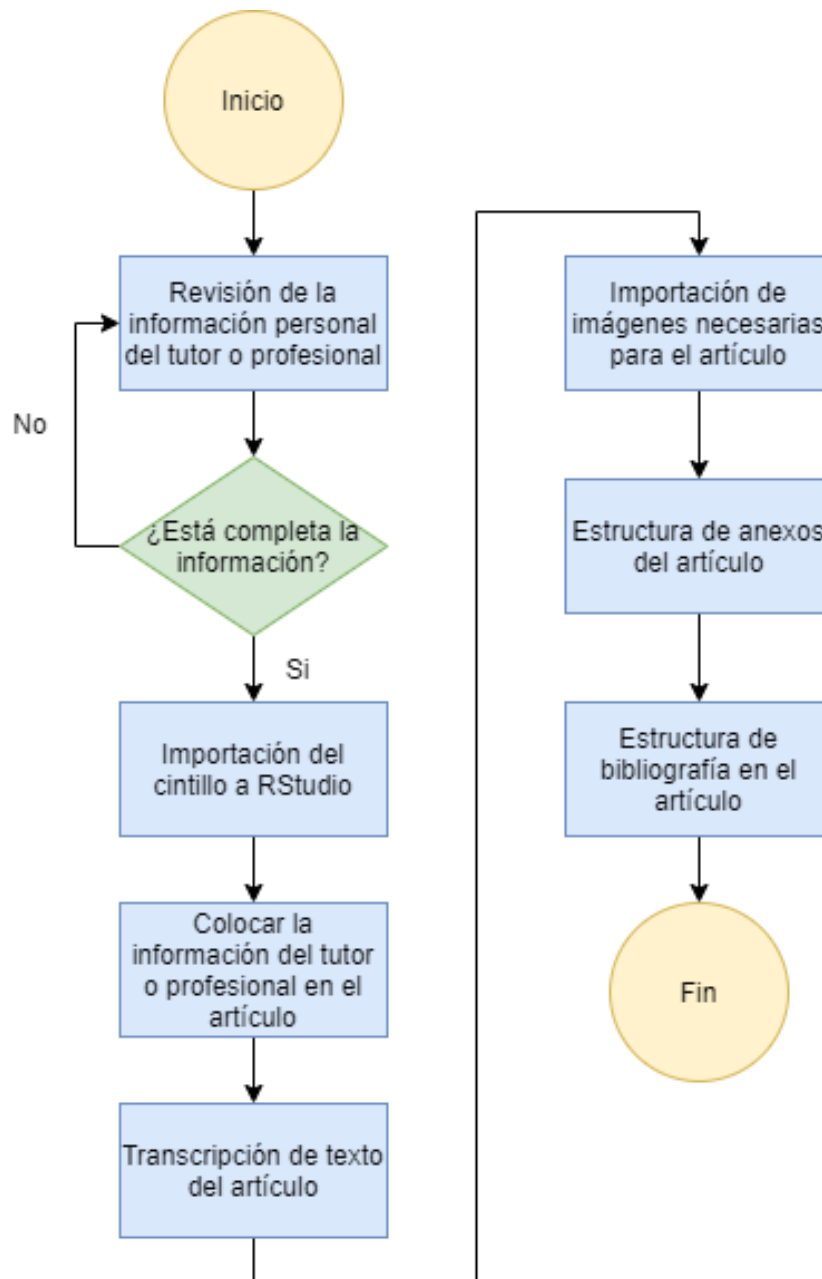 Inicio
Revisión de la
información personal
del tutor o profesional
No
¿Está completa la
información?
Si
Importación del
cintillo a RStudio
Colocar la
información del tutor
o profesional en el
artículo
Transcripción de texto
del artículo
Importación de
imágenes necesarias
para el artículo
Estructura de anexos
del artículo
Estructura de
bibliografía en el
artículo
Fin